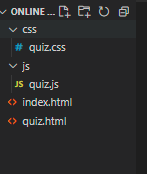 ONLINE ...
css
# quiz.css
js
JS quiz.js
<> index.html
<> quiz.html